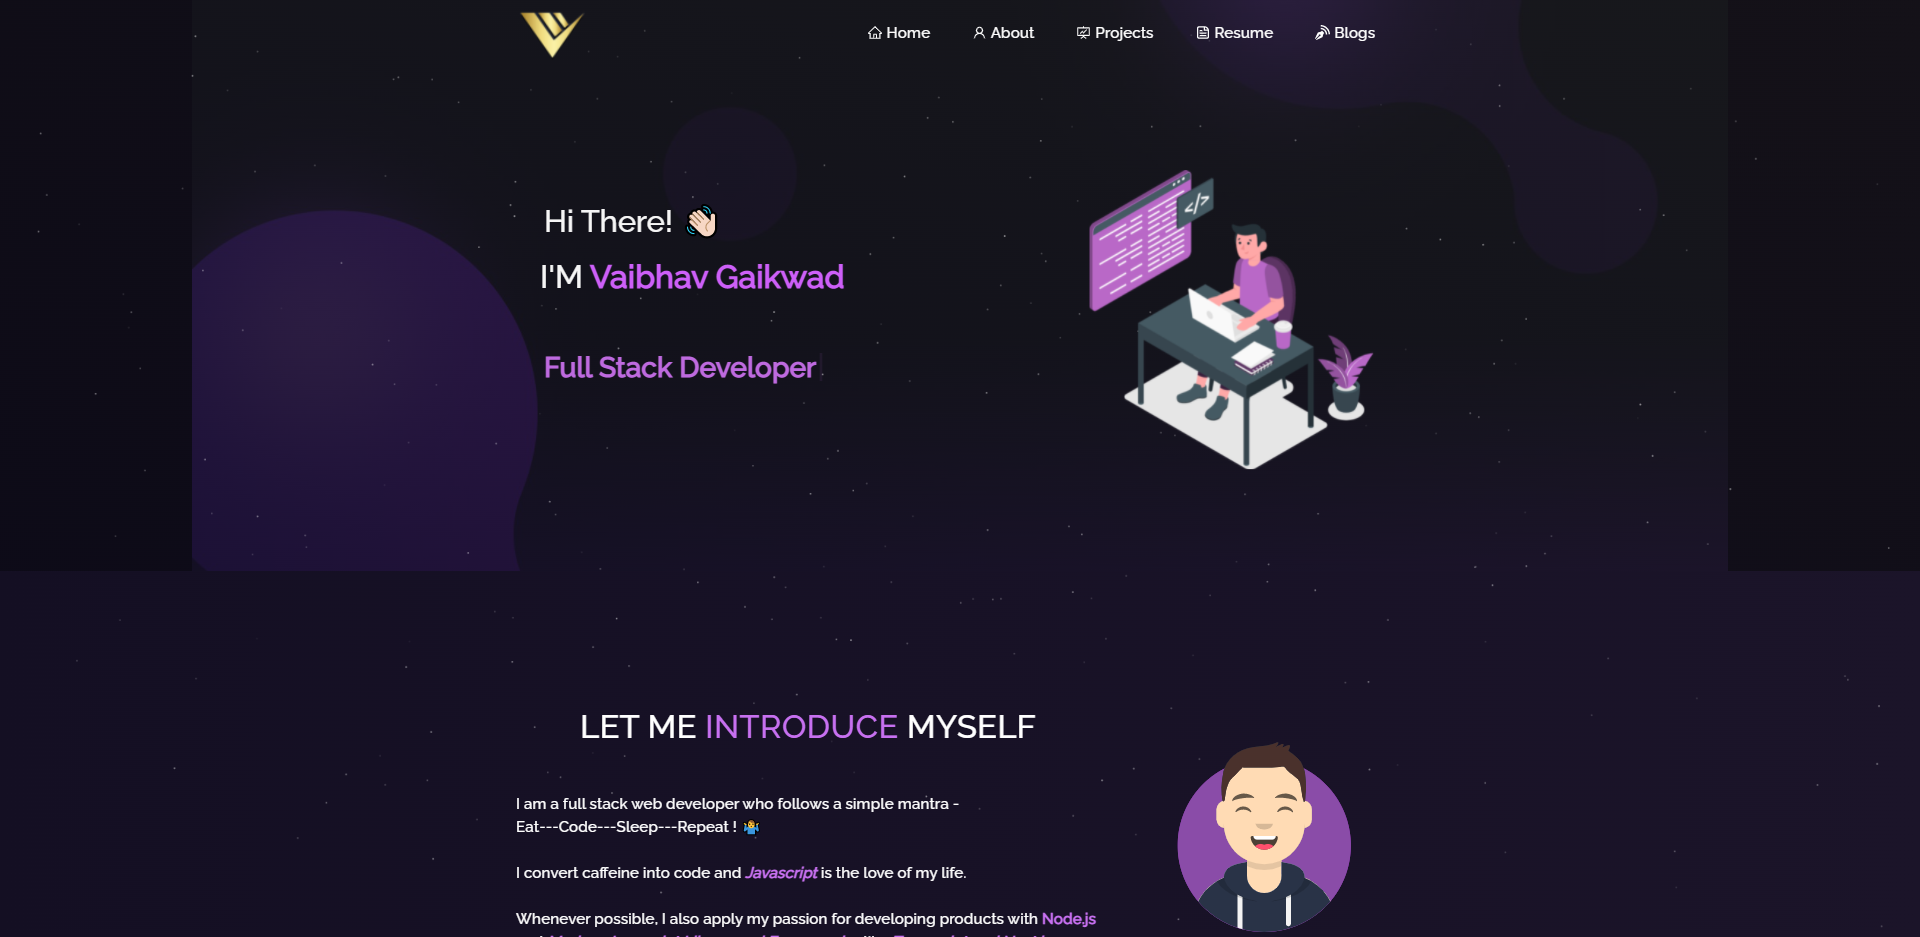 Home About Projects Resume Blogs
</>
Hi There! 👋🏻
I'M Vaibhav Gaikwad
Full Stack Developer
LET ME INTRODUCE MYSELF
I am a full stack web developer who follows a simple mantra -
Eat---Code---Sleep---Repeat ! 🤷‍♂️
I convert caffeine into code and Javascript is the love of my life.
Whenever possible, I also apply my passion for developing products with Node.js